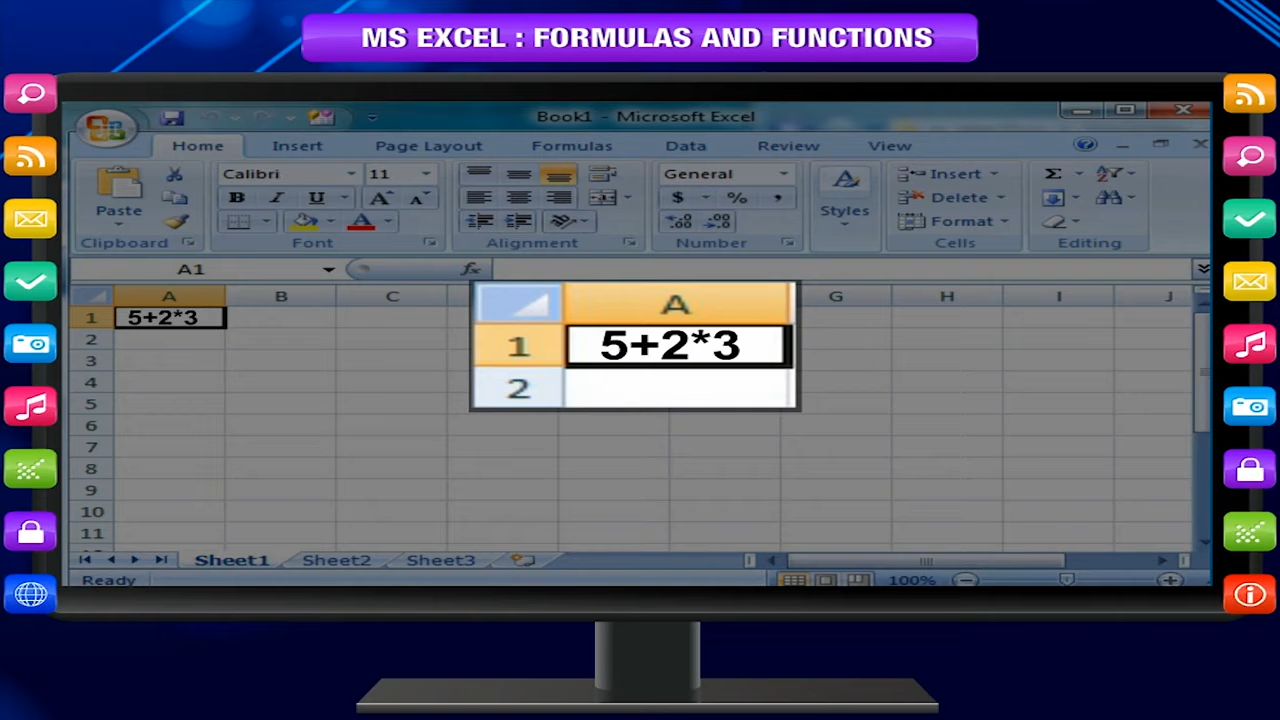 MS EXCEL : FORMULAS AND FUNCTIONS
Book1 - Microsoft Excel
Home Insert Page Layout Formulas Data Review View
Calibri 11 General Insert
Paste B I U $ % , Styles Delete
Format
Clipboard Font Alignment Number Cells Editing
A1 fx
A B C G H I J
1 5+2*3
2
3
4
5
6
7
8
9
10
11
A
1 5+2*3
2
Sheet1 Sheet2 Sheet3
Ready 100%